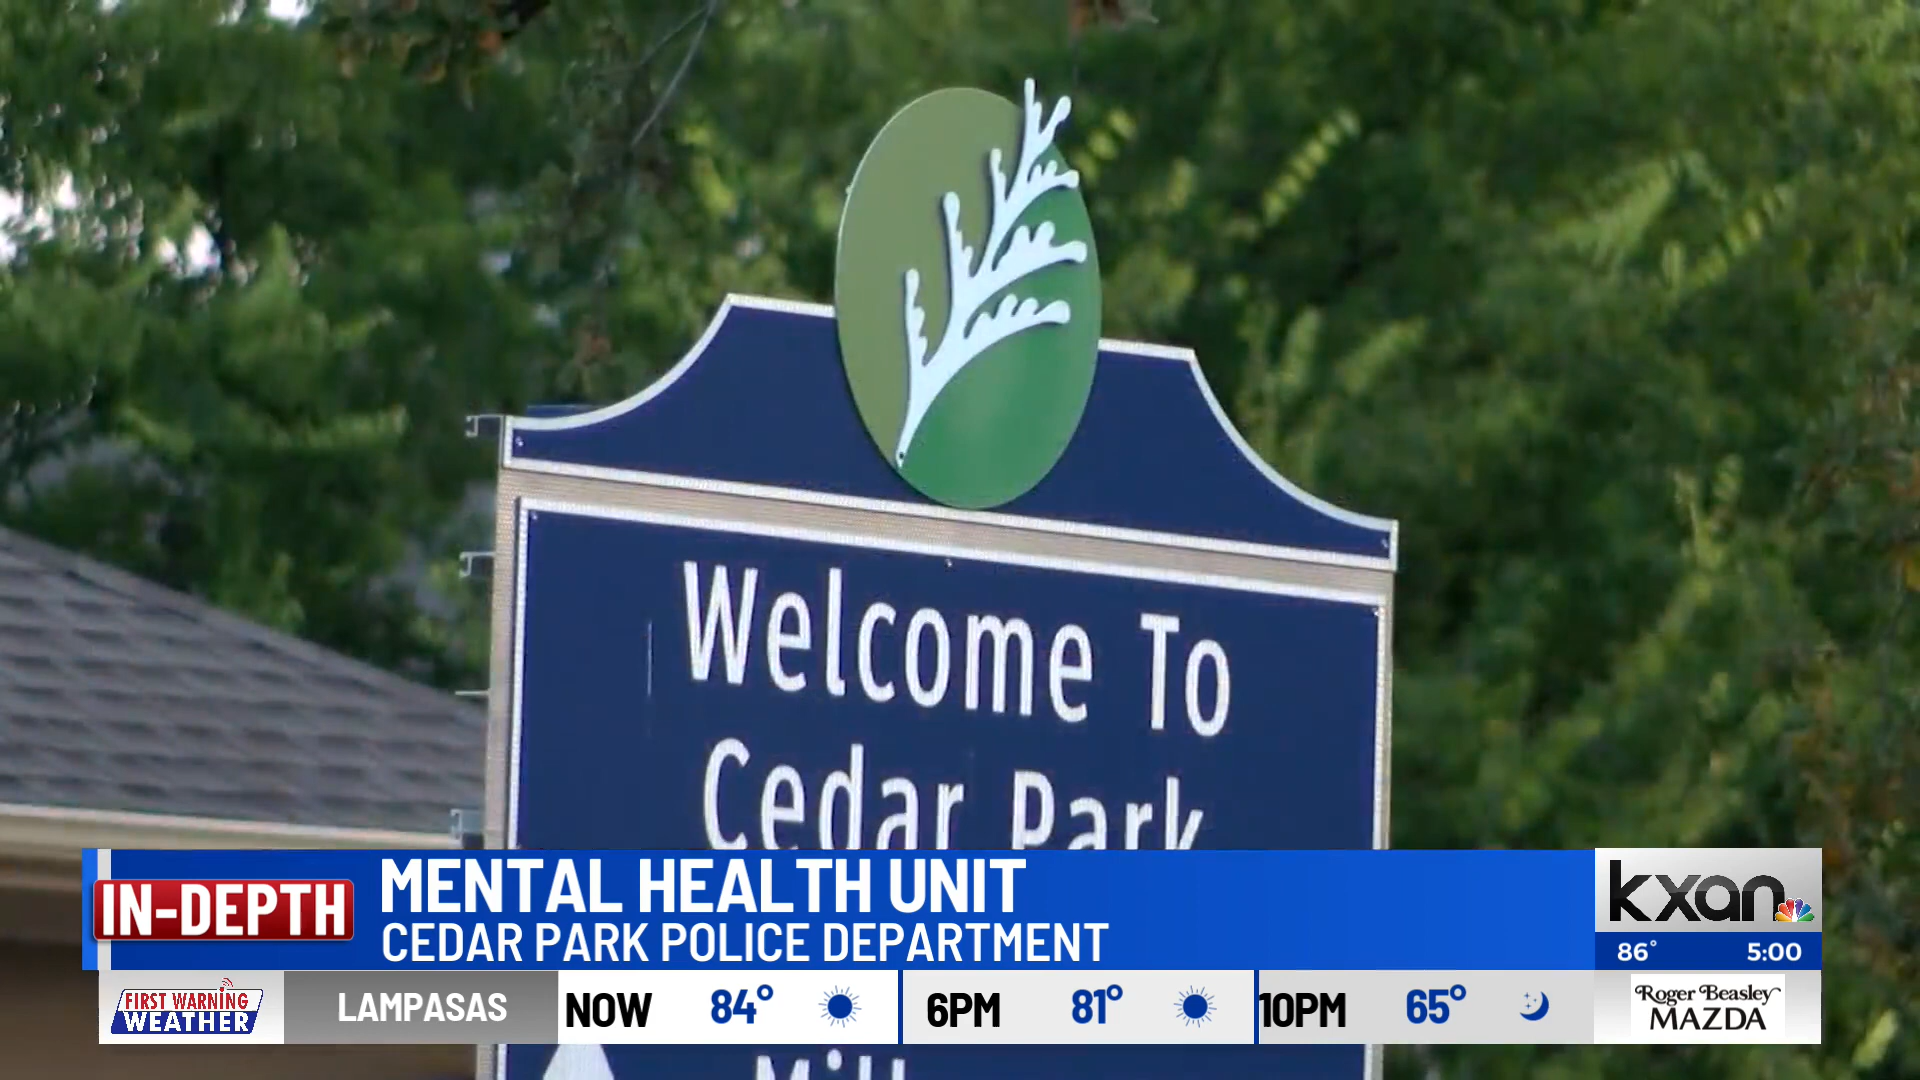 Welcome To
Cedar Park
IN-DEPTH
MENTAL HEALTH UNIT
CEDAR PARK POLICE DEPARTMENT
kxan
86° 5:00
FIRST WARNING
WEATHER
LAMPASAS
NOW 84°
6PM 81°
10PM 65°
Roger Beasley
MAZDA